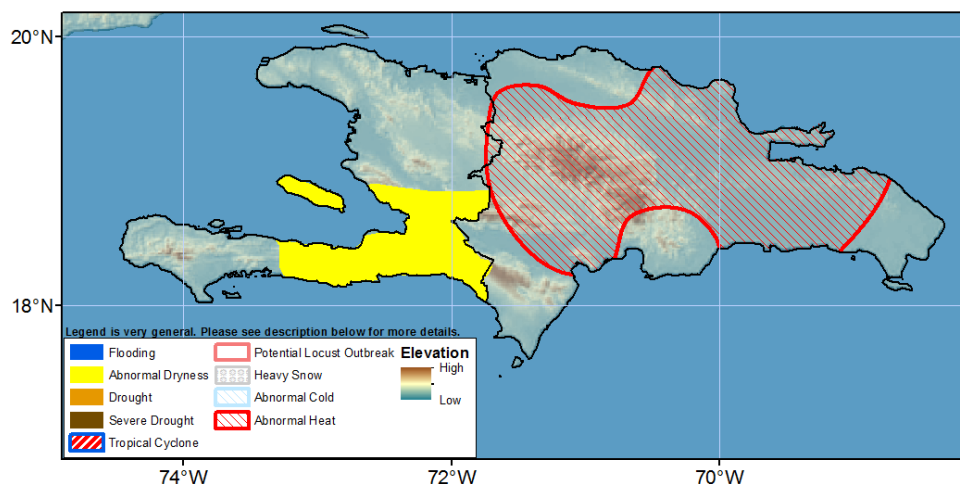 20°N
18°N
Legend is very general. Please see description below for more details.
Flooding
Potential Locust Outbreak
Elevation
Abnormal Dryness
Heavy Snow
High
Drought
Abnormal Cold
Low
Severe Drought
Abnormal Heat
Tropical Cyclone
74°W
72°W
70°W